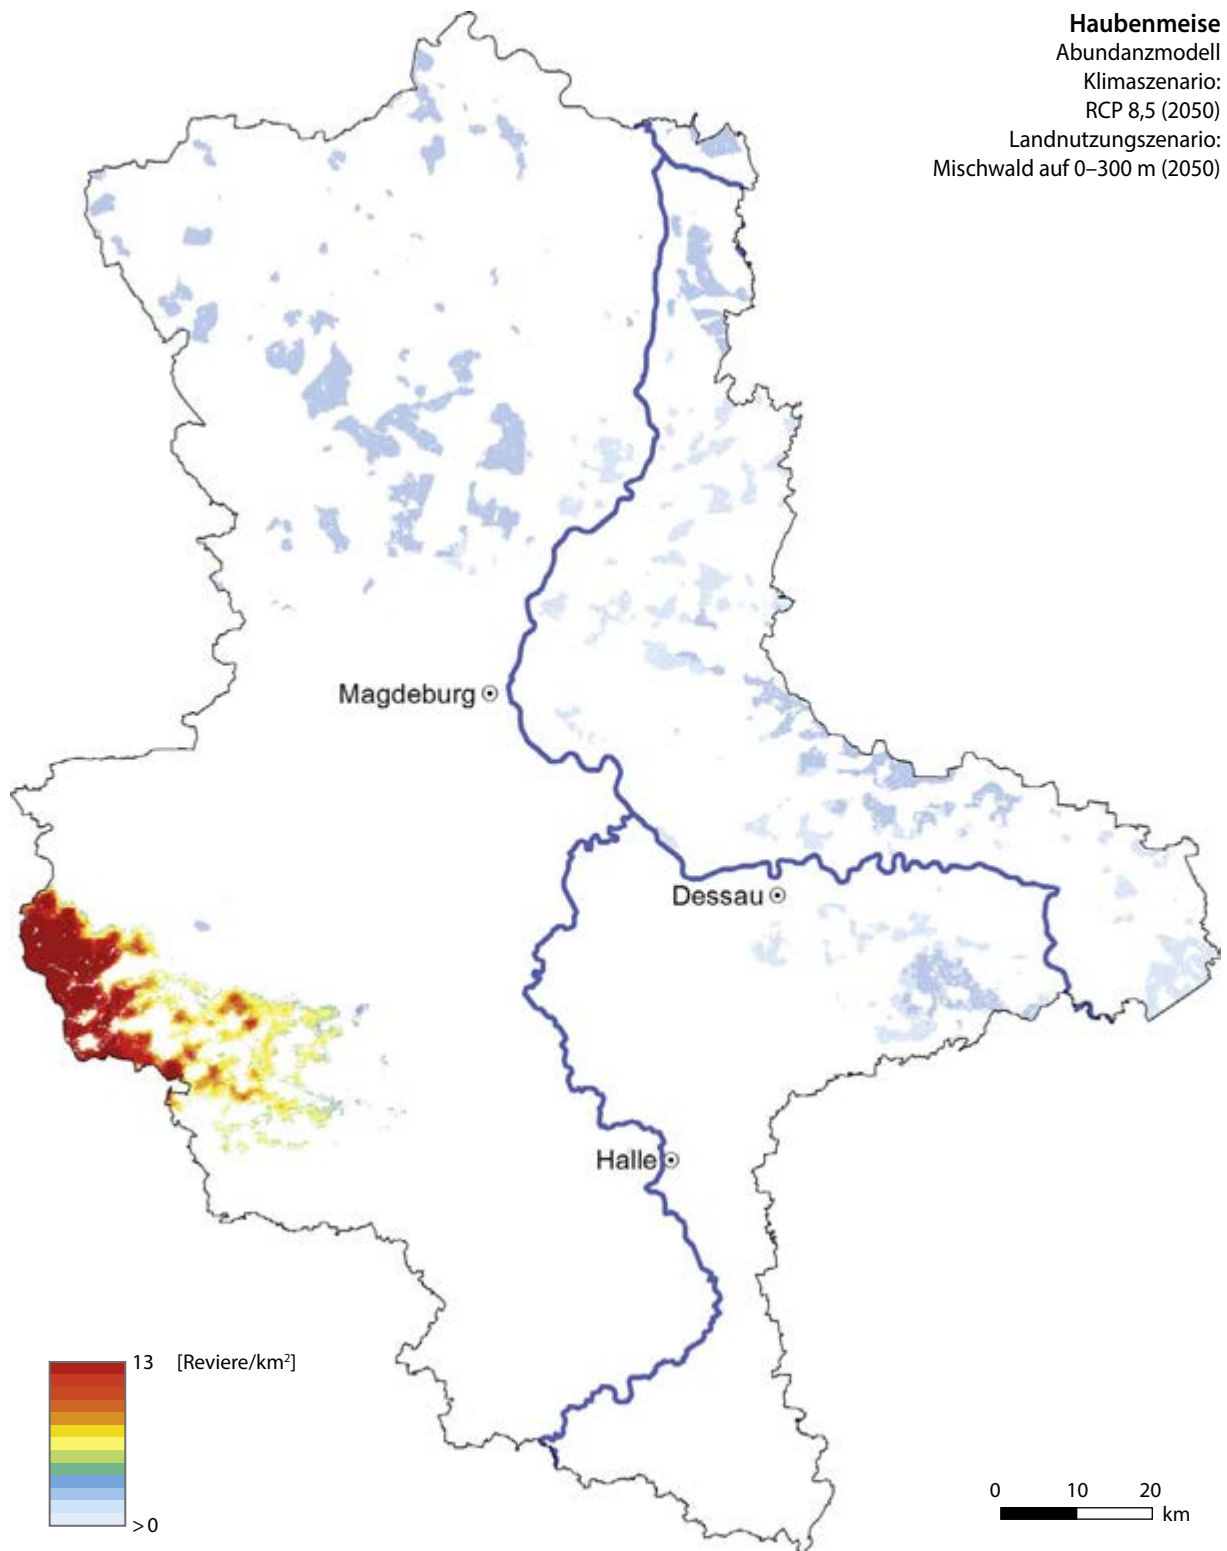 Haubenmeise
Abundanzmodell
Klimaszenario:
RCP 8,5 (2050)
Landnutzungszenario:
Mischwald auf 0–300 m (2050)
Magdeburg
Dessau
Halle
13 [Reviere/km²]
>0
0 10 20
km